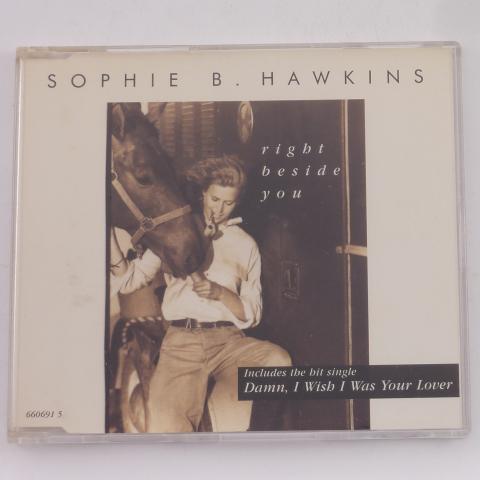 SOPHIE B. HAWKINS
right
beside
you
Includes the hit single
Damn, I Wish I Was Your Lover
660691 5